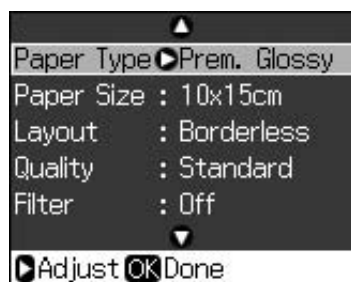 Paper Type Prem. Glossy
Paper Size : 10x15cm
Layout : Borderless
Quality : Standard
Filter : Off
Adjust OK Done